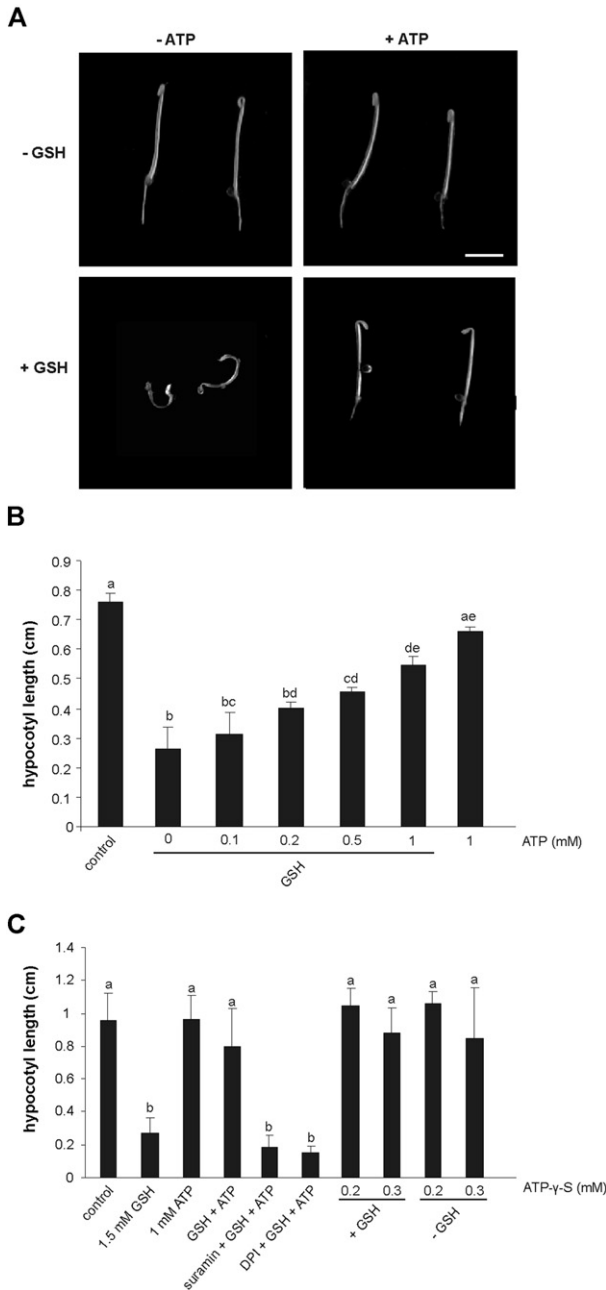 A
- ATP
+ ATP
- GSH
+ GSH
B
hypocotyl length (cm)
0.9
0.8
0.7
0.6
0.5
0.4
0.3
0.2
0.1
0
a
b
bc
bd
cd
de
ae
control
0
0.1
0.2
0.5
1
1
ATP (mM)
GSH
C
hypocotyl length (cm)
1.4
1.2
1
0.8
0.6
0.4
0.2
0
a
b
a
a
b
b
a
a
a
a
control
1.5 mM GSH
1 mM ATP
GSH + ATP
suramin + GSH + ATP
DPI + GSH + ATP
0.2
0.3
0.2
0.3
ATP-γ-S (mM)
+ GSH
- GSH